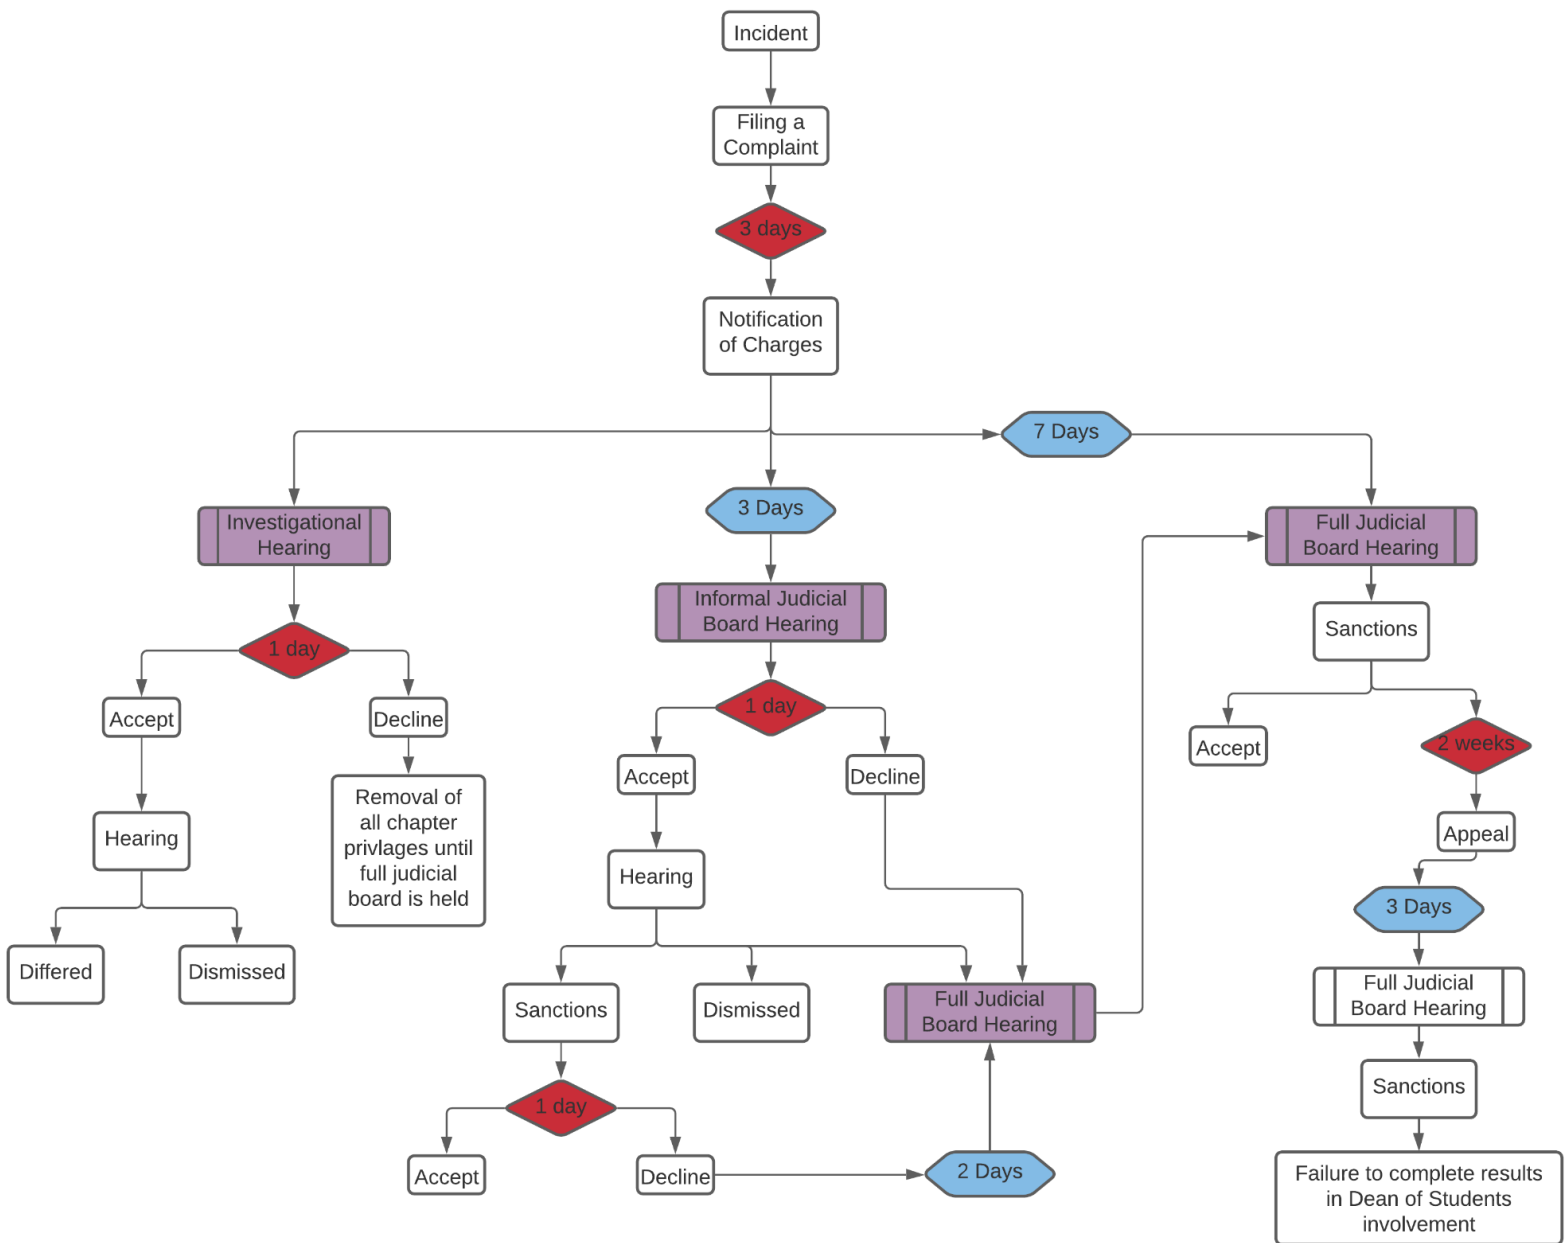 Incident
Filing a
Complaint
3 days
Notification
of Charges
7 Days
3 Days
Investigational
Hearing
Full Judicial
Board Hearing
Informal Judicial
Board Hearing
Sanctions
1 day
1 day
Accept
Decline
Accept
2 weeks
Accept
Decline
Removal of
all chapter
privlages until
full judicial
board is held
Hearing
Appeal
Hearing
3 Days
Differed
Dismissed
Sanctions
Dismissed
Full Judicial
Board Hearing
Full Judicial
Board Hearing
Sanctions
1 day
Accept
Decline
2 Days
Failure to complete results
in Dean of Students
involvement